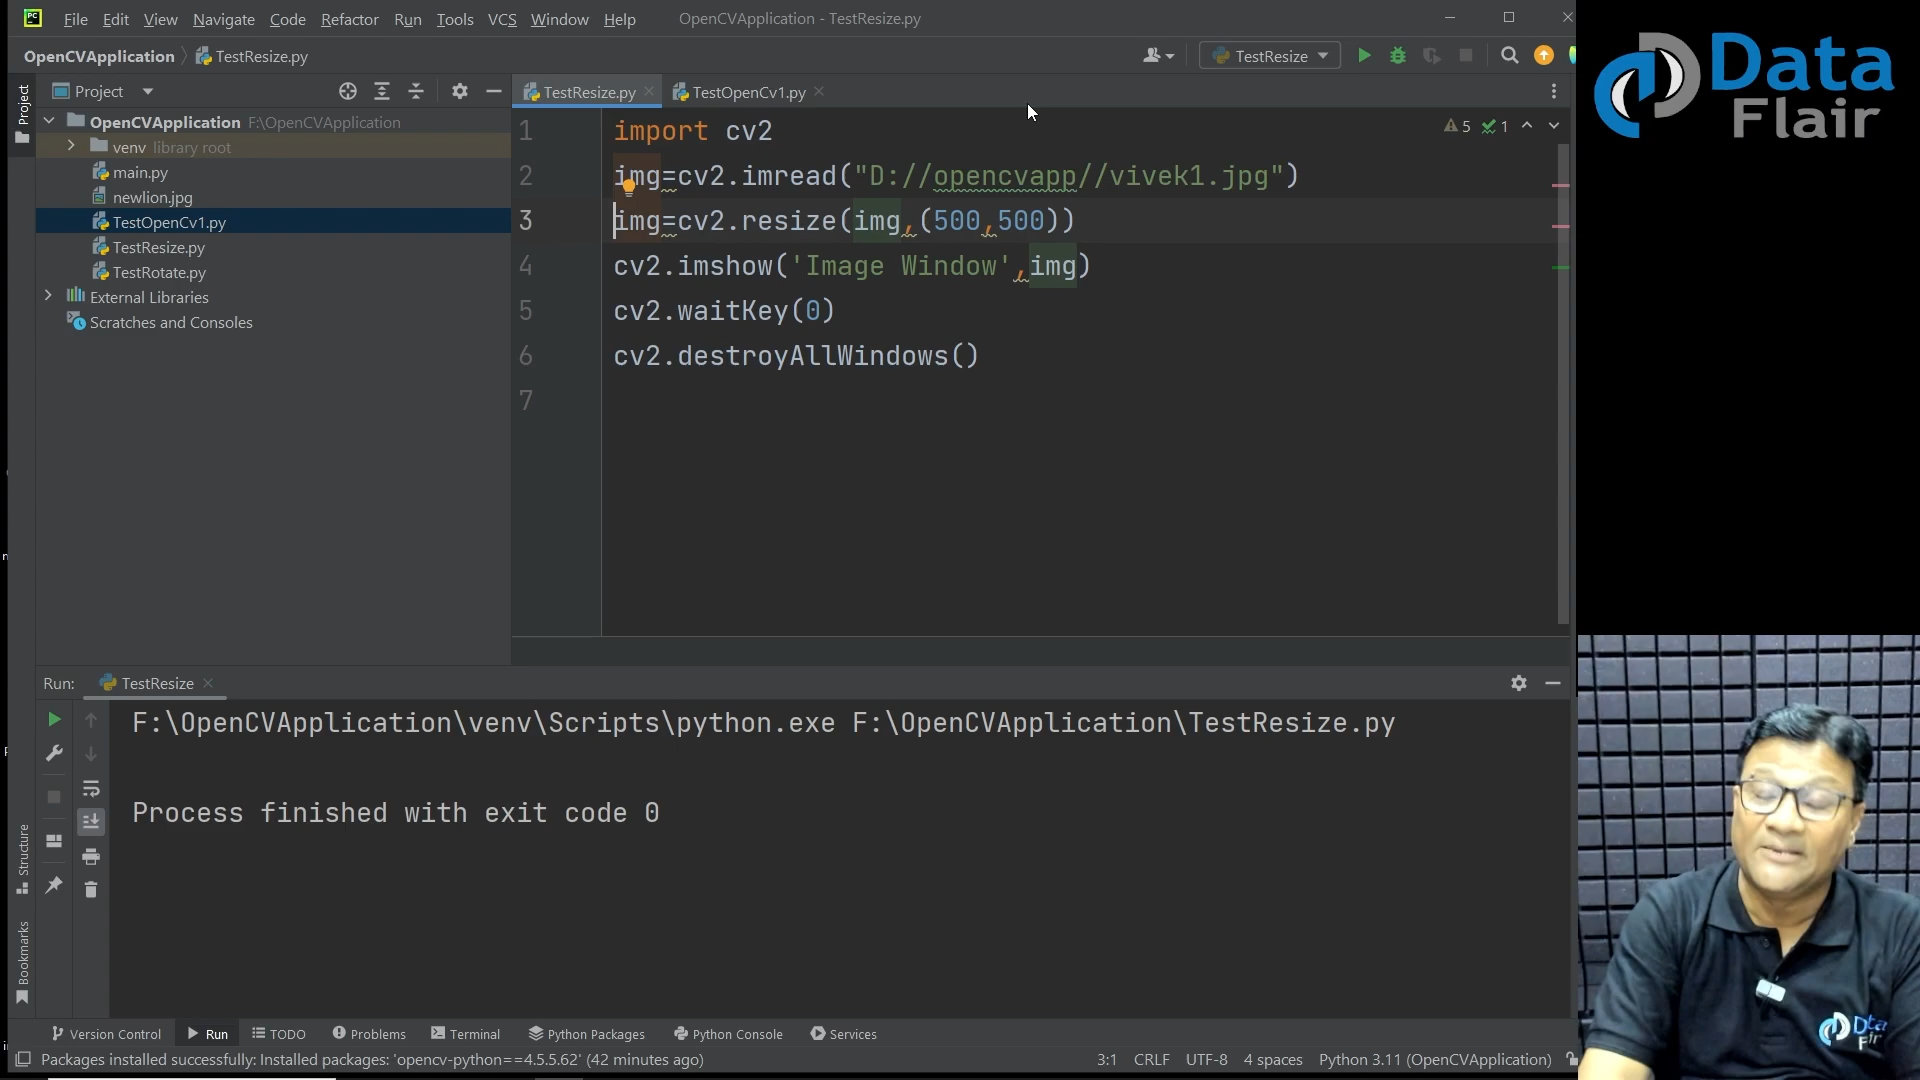 File Edit View Navigate Code Refactor Run Tools VCS Window Help OpenCVApplication - TestResize.py
OpenCVApplication TestResize.py TestResize
Project
Project
TestResize.py TestOpenCv1.py
OpenCVApplication F:\OpenCVApplication
venv library root
main.py
newlion.jpg
TestOpenCv1.py
TestResize.py
TestRotate.py
External Libraries
Scratches and Consoles
5 1
1 import cv2
2 img=cv2.imread("D://opencvapp//vivek1.jpg")
3 img=cv2.resize(img,(500,500))
4 cv2.imshow('Image Window',img)
5 cv2.waitKey(0)
6 cv2.destroyAllWindows()
7
Run: TestResize
F:\OpenCVApplication\venv\Scripts\python.exe F:\OpenCVApplication\TestResize.py
Process finished with exit code 0
Structure
Bookmarks
Version Control Run TODO Problems Terminal Python Packages Python Console Services
Packages installed successfully: Installed packages: 'opencv-python==4.5.5.62' (42 minutes ago) 3:1 CRLF UTF-8 4 spaces Python 3.11 (OpenCVApplication)
Data
Flair